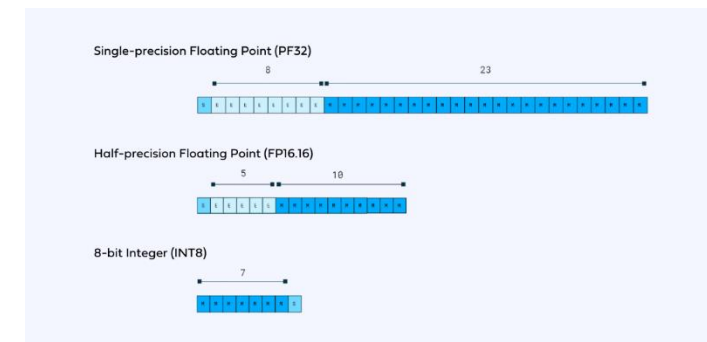 Single-precision Floating Point (PF32)
8 23
S E E E E E E E E M M M M M M M M M M M M M M M M M M M M M M M
Half-precision Floating Point (FP16.16)
5 10
S E E E E E M M M M M M M M M M
8-bit Integer (INT8)
7
M M M M M M M S